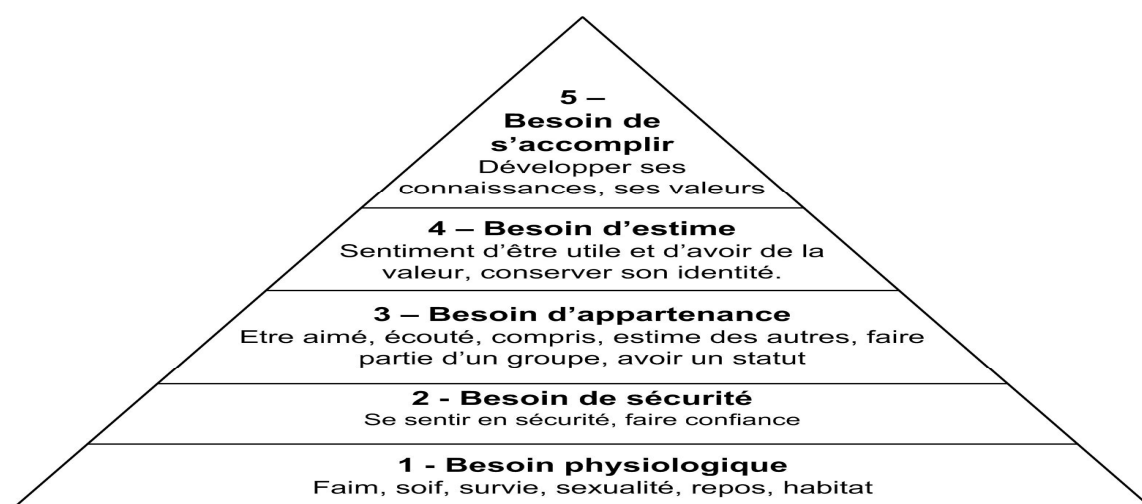 5 –
Besoin de
s’accomplir
Développer ses
connaissances, ses valeurs
4 – Besoin d’estime
Sentiment d’être utile et d’avoir de la
valeur, conserver son identité.
3 – Besoin d’appartenance
Etre aimé, écouté, compris, estime des autres, faire
partie d’un groupe, avoir un statut
2 - Besoin de sécurité
Se sentir en sécurité, faire confiance
1 - Besoin physiologique
Faim, soif, survie, sexualité, repos, habitat